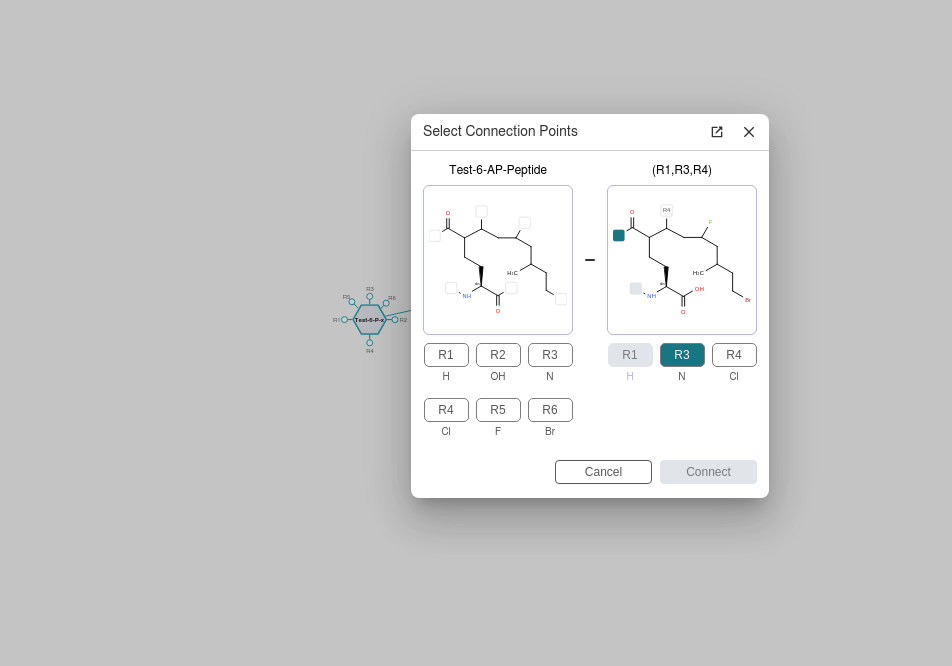 Select Connection Points
Test-6-AP-Peptide
(R1,R3,R4)
O
H₃C
NH
O
O
R4
F
H₃C
NH
OH
O
Br
R1
R2
R3
H
OH
N
R4
R5
R6
Cl
F
Br
R1
R3
R4
H
N
Cl
Cancel
Connect
R3
R5
R6
R1
Test-6-P-x
R2
R4